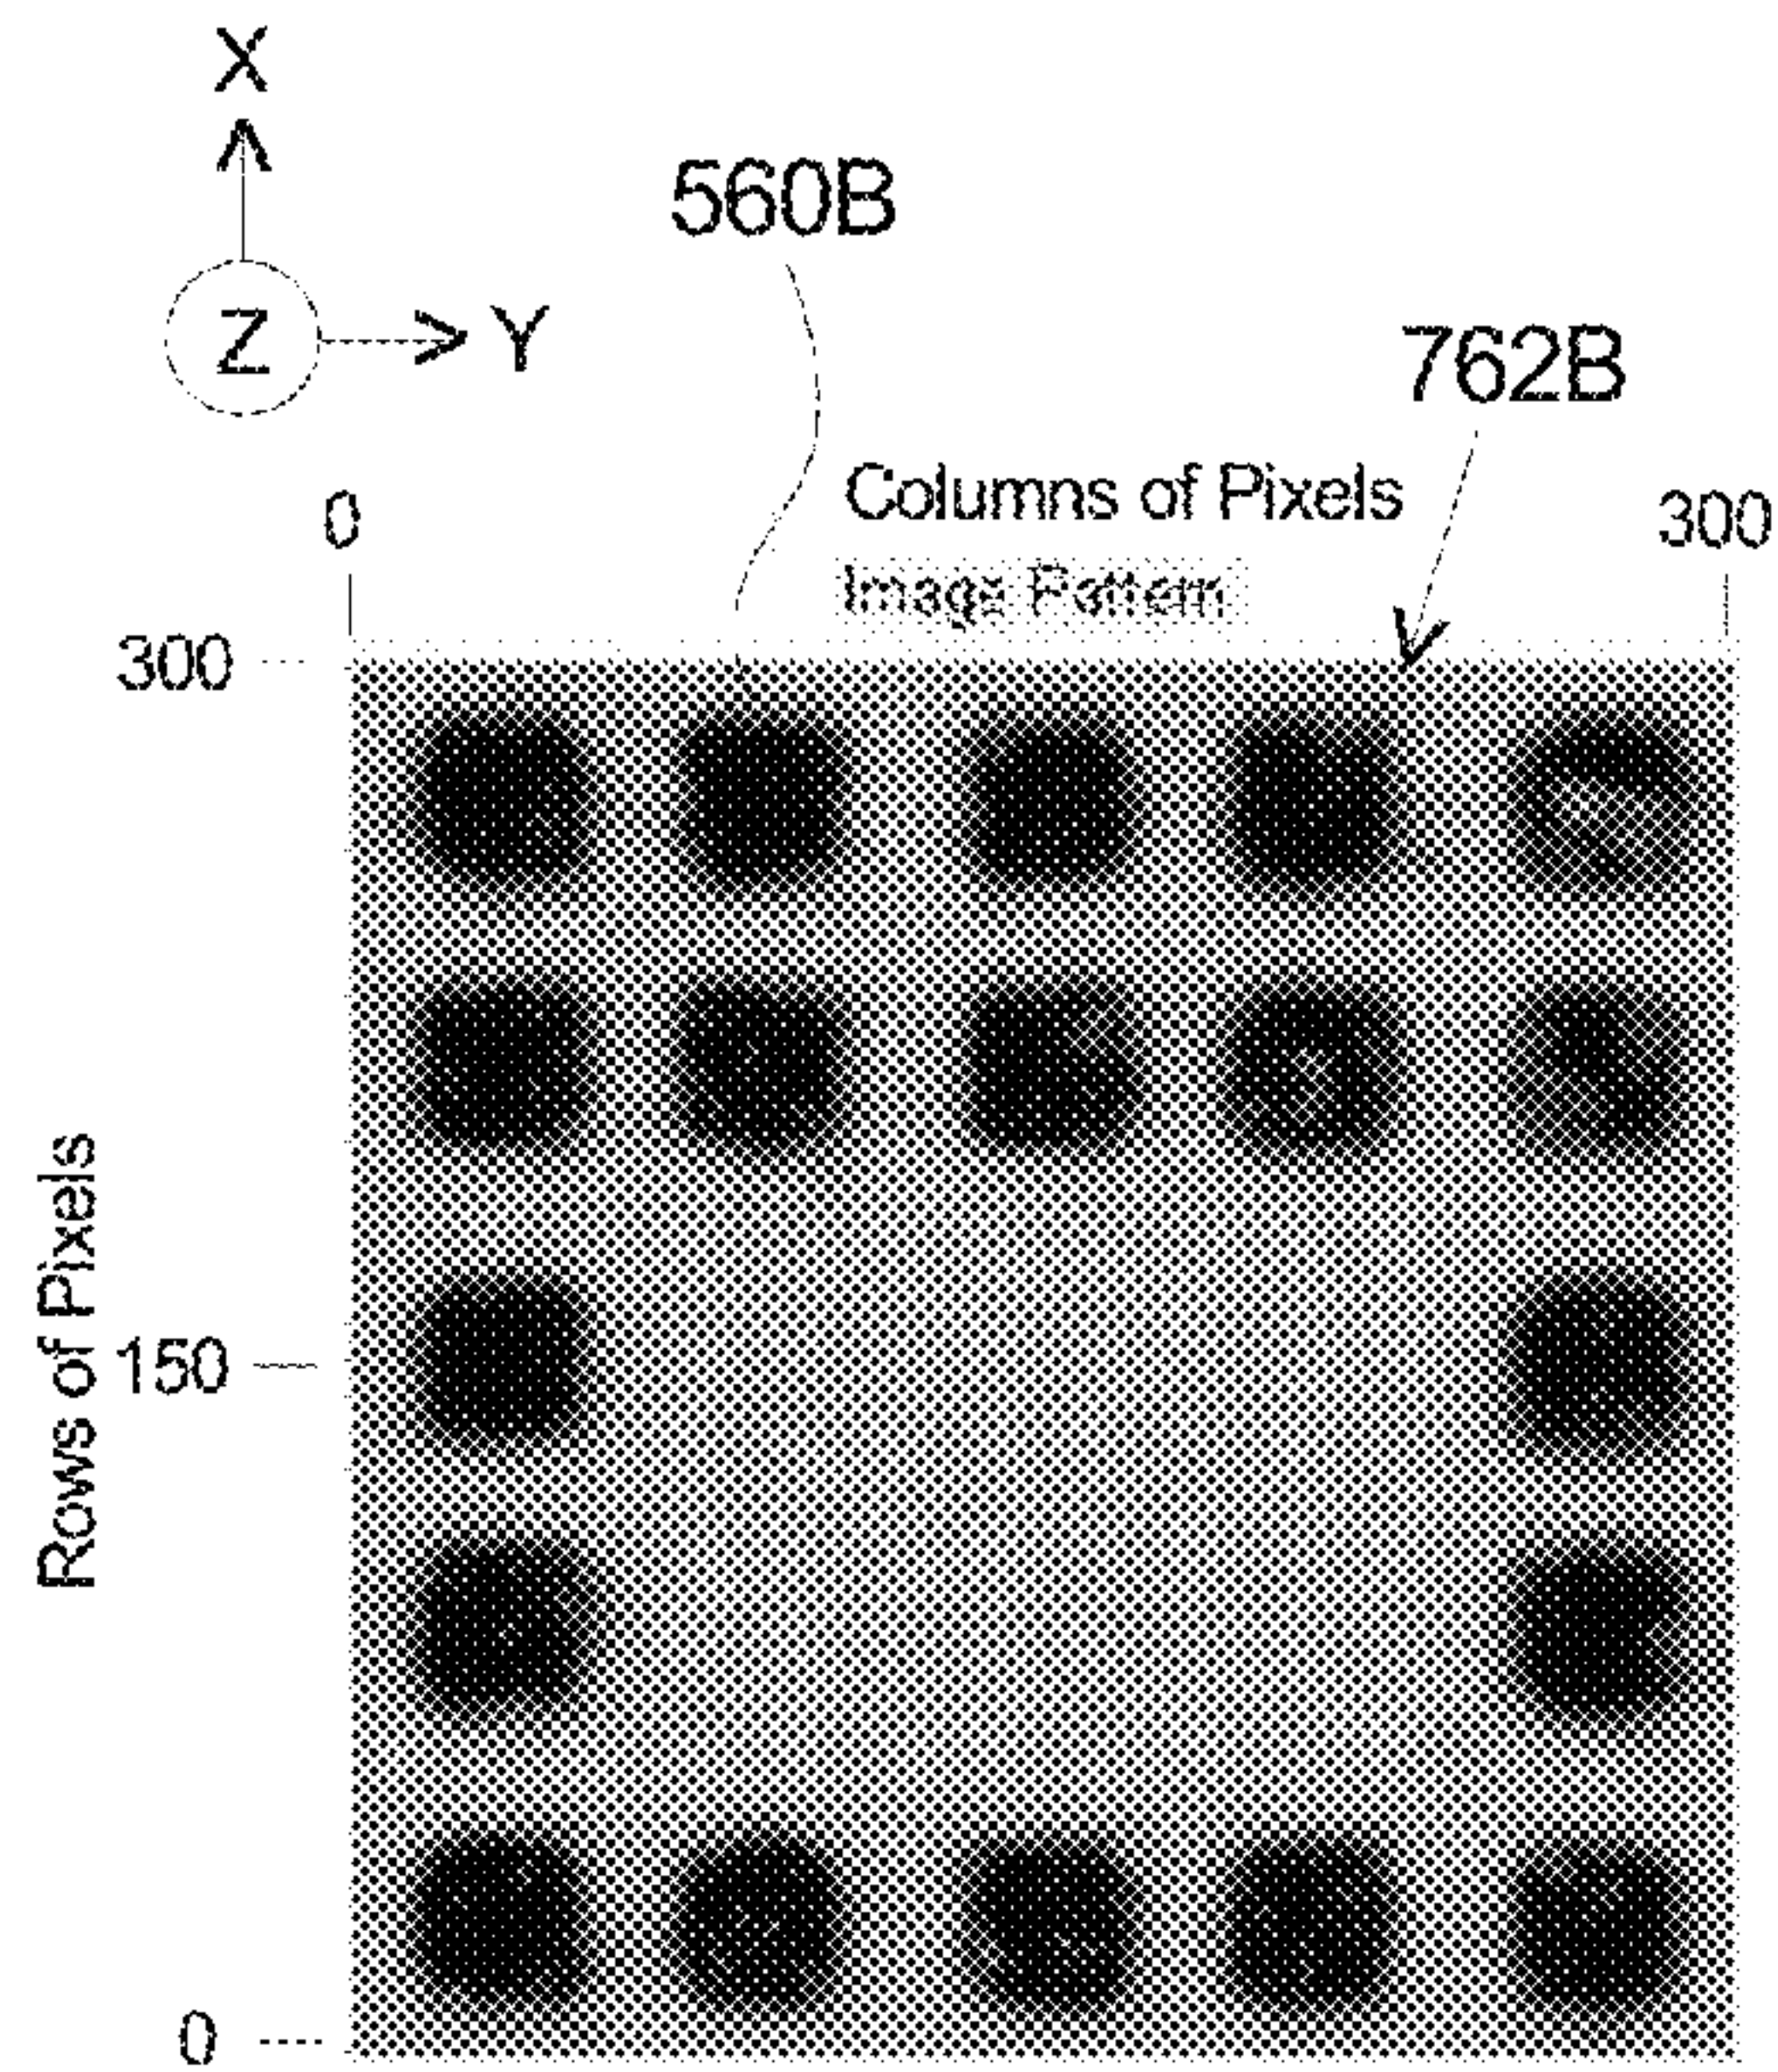 X
560B
Z
Y
762B
Columns of Pixels
0
300
Image Pattern
300
Rows of Pixels
150
0